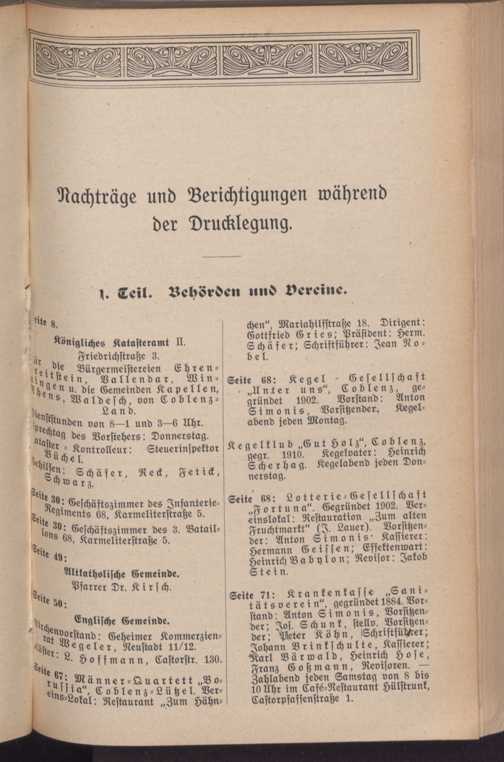 Nachträge und Berichtigungen während
der Drucklegung.
1. Teil. Behörden und Vereine.
Seite 8.
Königliches Katasteramt II.
Friedrichstraße 3.
Für die Bürgermeistereien Ehren-
breitstein, Vallendar, Win-
ningen u. die Gemeinden Kapellen,
Rhens, Waldesch, von Coblenz-
Land.
Dienststunden von 8—1 und 3—6 Uhr.
Sprechtag des Vorstehers: Donnerstag.
Kataster-Kontrolleur: Steuerinspektor
Büchel.
Gehilfen: Schäfer, Reck, Fetick,
Schwarz.
Seite 30: Geschäftszimmer des Infanterie-
Regiments 68, Karmeliterstraße 5.
Seite 30: Geschäftszimmer des 3. Batail-
lons 68, Karmeliterstraße 5.
Seite 49:
Altkatholische Gemeinde.
Pfarrer Dr. Kirsch.
Seite 50:
Englische Gemeinde.
Kirchenvorstand: Geheimer Kommerzien-
rat Wegeler, Neustadt 11/12.
Küster: L. Hoffmann, Castorstr. 130.
Seite 67: Männer-Quartett „Bo-
russia“, Coblenz-Lützel. Ver-
eins-Lokal: Restaurant „Zum Hähn-
chen“, Mariahilfstraße 18. Dirigent:
Gottfried Gries; Präsident: Herm.
Schäfer; Schriftführer: Jean No-
bel.
Seite 68: Kegel-Gesellschaft
„Unter uns“, Coblenz, ge-
gründet 1902. Vorstand: Anton
Simonis, Vorsitzender, Kegel-
abend jeden Montag.
Kegelklub „Gut Holz“, Coblenz,
gegr. 1910. Kegelvater: Heinrich
Scherhag. Kegelabend jeden Don-
nerstag.
Seite 68: Lotterie-Gesellschaft
„Fortuna“. Gegründet 1902. Ver-
einslokal: Restauration „Zum alten
Fruchtmarkt“ (J. Lauer). Vorsitzen-
der: Anton Simonis. Kassierer:
Hermann Geissen; Effektenwart:
Heinrich Babylon; Revisor: Jakob
Stein.
Seite 71: Krankenkasse „Sani-
tätsverein“, gegründet 1884. Vor-
stand: Anton Simonis, Vorsitzen-
der; Jos. Schunk, stellv. Vorsitzen-
der; Peter Köhn, Schriftführer;
Johann Brinkschulte, Kassierer;
Karl Bärwald, Heinrich Hose,
Franz Goßmann, Revisoren. —
Zahlabend jeden Samstag von 8 bis
10 Uhr im Café-Restaurant Hülstrunk,
Castorpfaffenstraße 1.